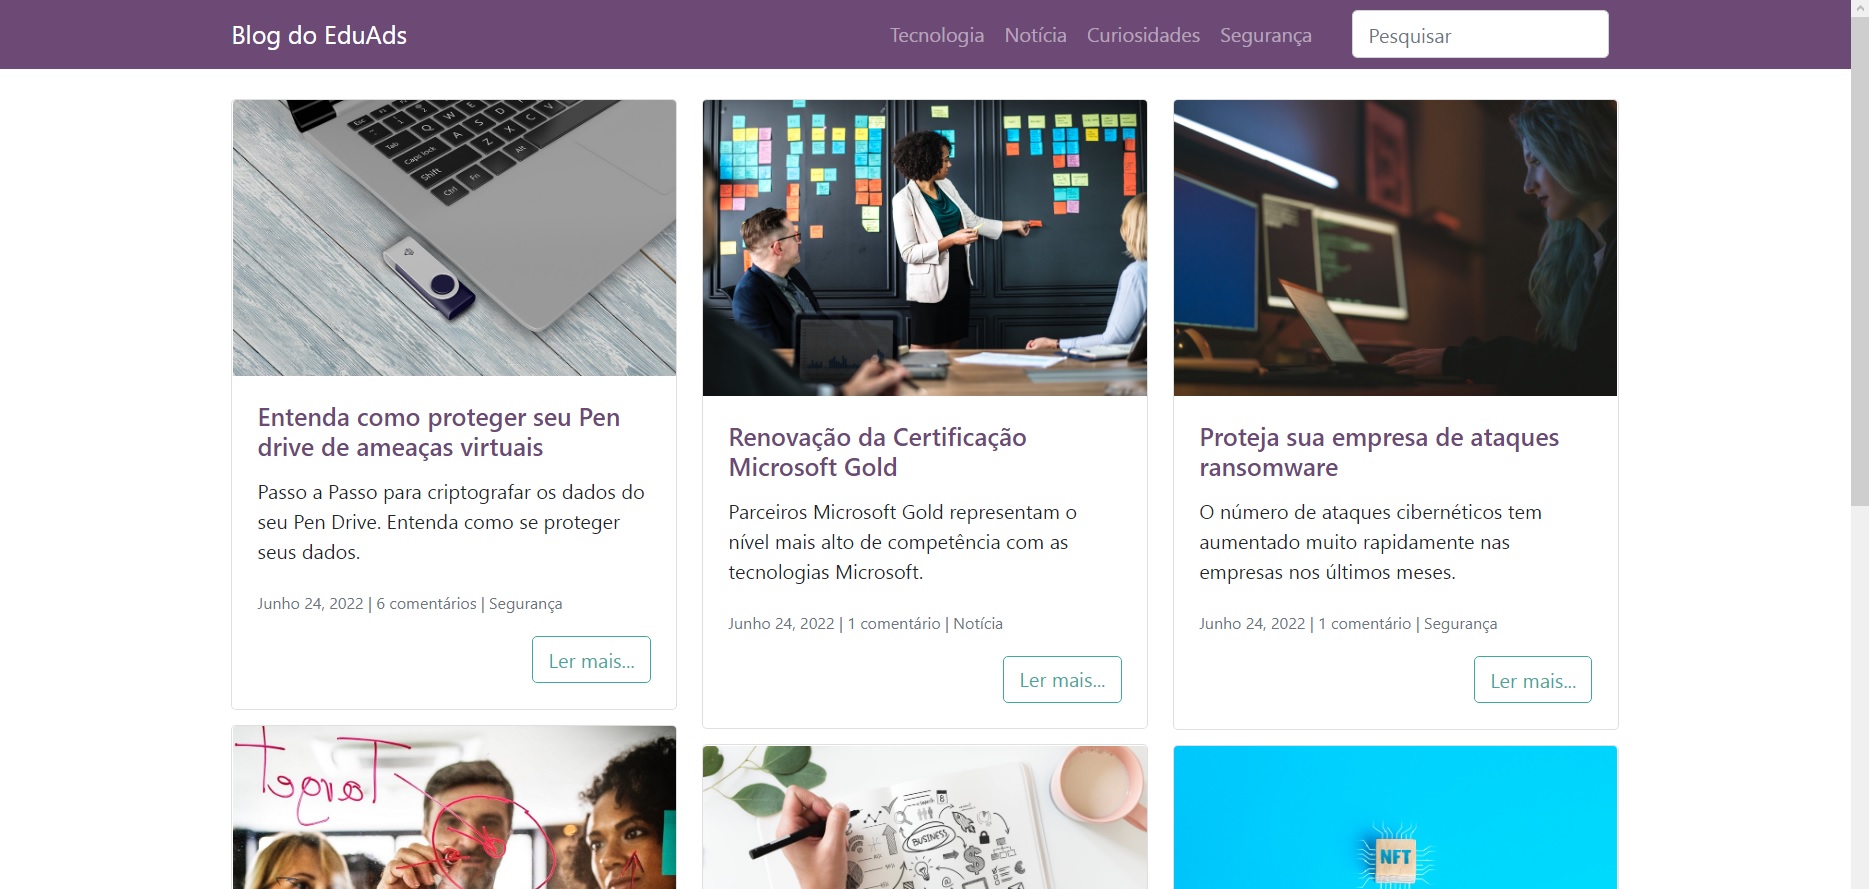 Blog do EduAds
Tecnologia Notícia Curiosidades Segurança
Pesquisar
Entenda como proteger seu Pen
drive de ameaças virtuais
Passo a Passo para criptografar os dados do
seu Pen Drive. Entenda como se proteger
seus dados.
Junho 24, 2022 | 6 comentários | Segurança
Ler mais...
Renovação da Certificação
Microsoft Gold
Parceiros Microsoft Gold representam o
nível mais alto de competência com as
tecnologias Microsoft.
Junho 24, 2022 | 1 comentário | Notícia
Ler mais...
Proteja sua empresa de ataques
ransomware
O número de ataques cibernéticos tem
aumentado muito rapidamente nas
empresas nos últimos meses.
Junho 24, 2022 | 1 comentário | Segurança
Ler mais...
Target
BUSINESS
NFT